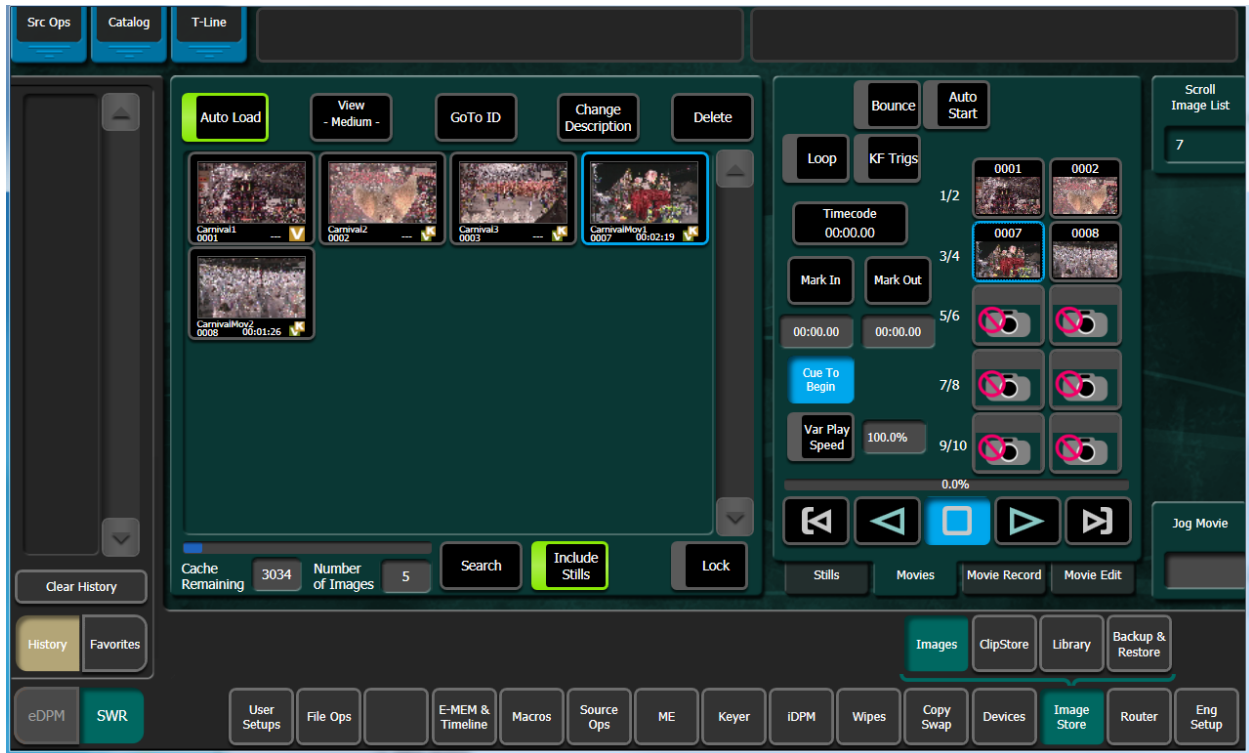 Src Ops
Catalog
T-Line
Auto Load
View
- Medium -
GoTo ID
Change
Description
Delete
Carnival1
0001 --- V
Carnival2
0002 --- VK
Carnival3
0003 --- VK
CarnivalMov1
0007 00:02:19 VK
CarnivalMov2
0008 00:01:26 VK
Cache
Remaining
3034
Number
of Images
5
Search
Include
Stills
Lock
Bounce
Auto
Start
Loop
KF Trigs
Timecode
00:00.00
Mark In
Mark Out
00:00.00
00:00.00
Cue To
Begin
Var Play
Speed
100.0%
1/2
0001
0002
3/4
0007
0008
5/6
7/8
9/10
0.0%
Stills
Movies
Movie Record
Movie Edit
Scroll
Image List
7
Jog Movie
Clear History
History
Favorites
Images
ClipStore
Library
Backup &
Restore
eDPM
SWR
User
Setups
File Ops
E-MEM &
Timeline
Macros
Source
Ops
ME
Keyer
iDPM
Wipes
Copy
Swap
Devices
Image
Store
Router
Eng
Setup